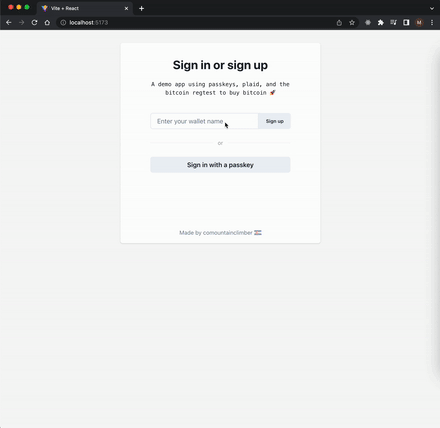 Vite + React
localhost:5173
Sign in or sign up
A demo app using passkeys, plaid, and the
bitcoin regtest to buy bitcoin 🚀
Enter your wallet name
Sign up
or
Sign in with a passkey
Made by comountainclimber